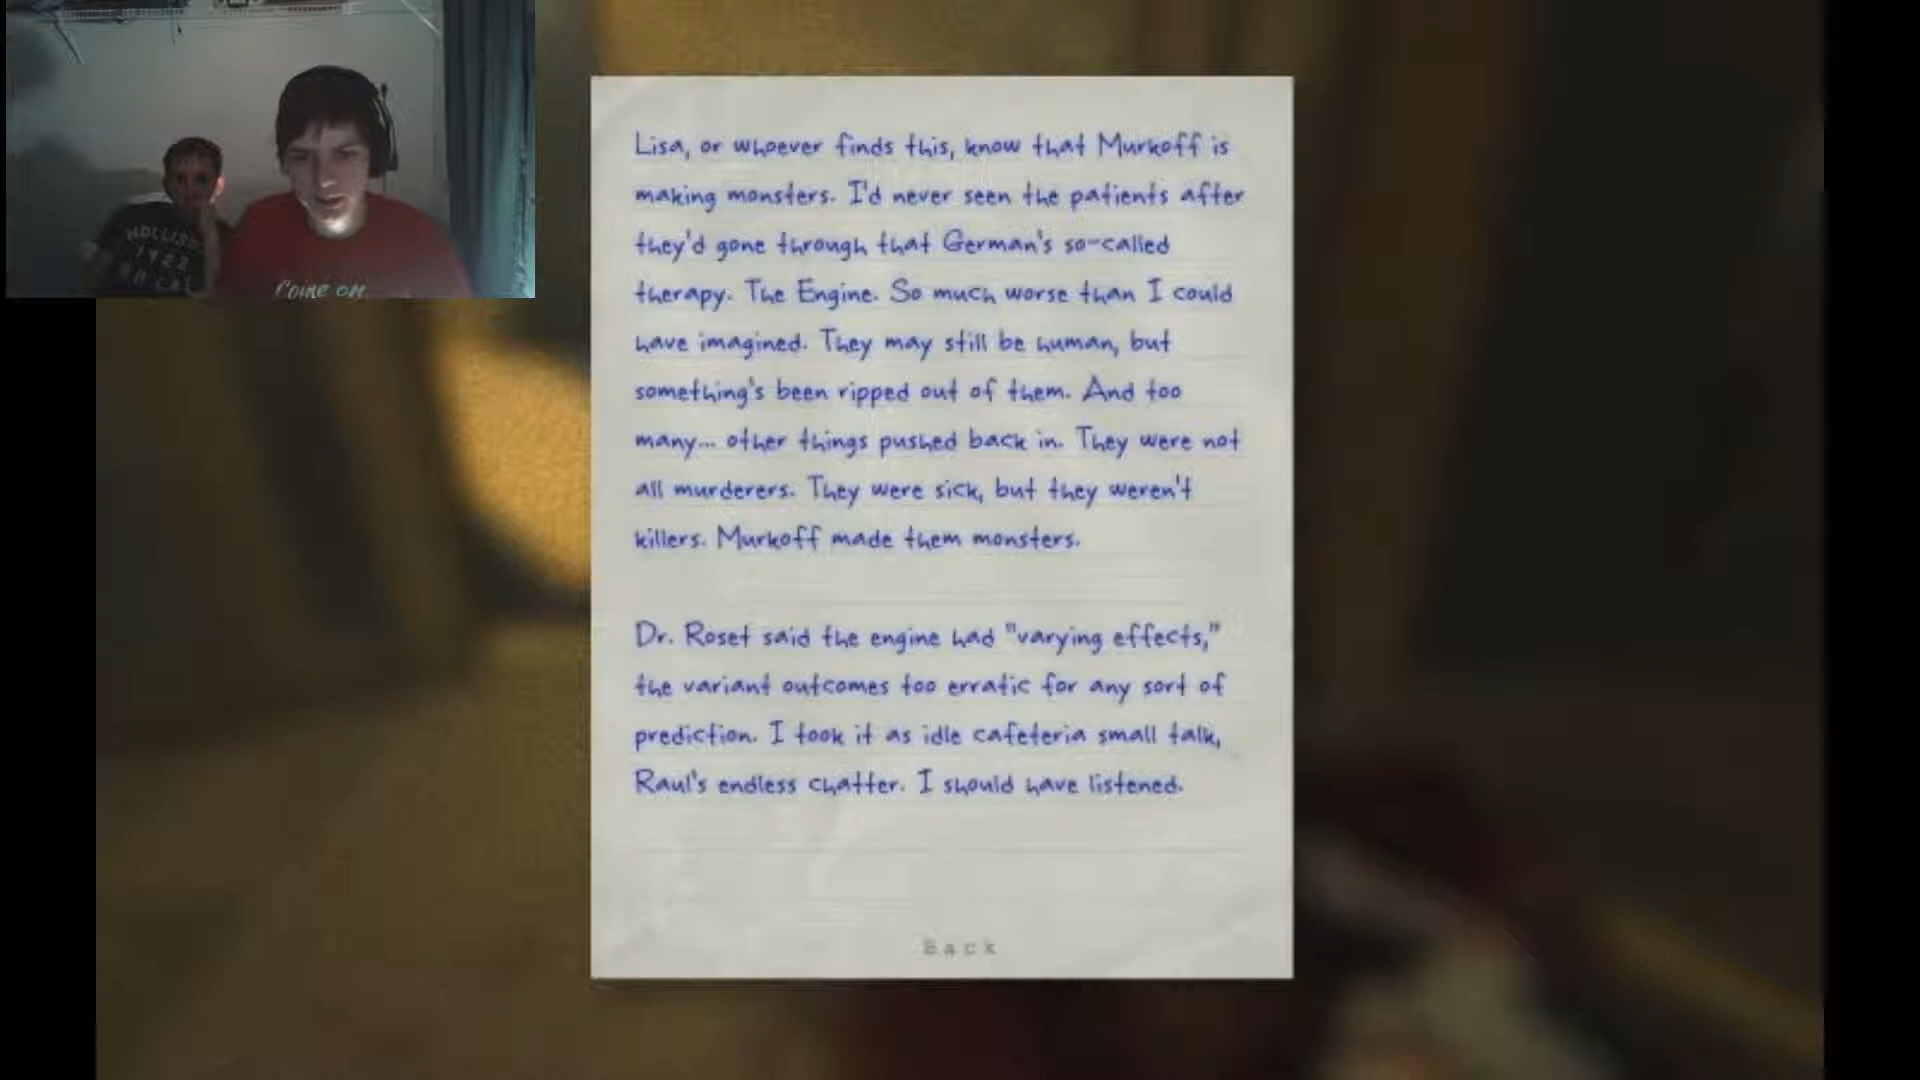 HOLLISC
1922
Come on
Lisa, or whoever finds this, know that Murkoff is
making monsters. I'd never seen the patients after
they'd gone through that German's so-called
therapy. The Engine. So much worse than I could
have imagined. They may still be human, but
something's been ripped out of them. And too
many... other things pushed back in. They were not
all murderers. They were sick, but they weren't
killers. Murkoff made them monsters.
Dr. Roset said the engine had "varying effects,"
the variant outcomes too erratic for any sort of
prediction. I took it as idle cafeteria small talk,
Raul's endless chatter. I should have listened.
Back